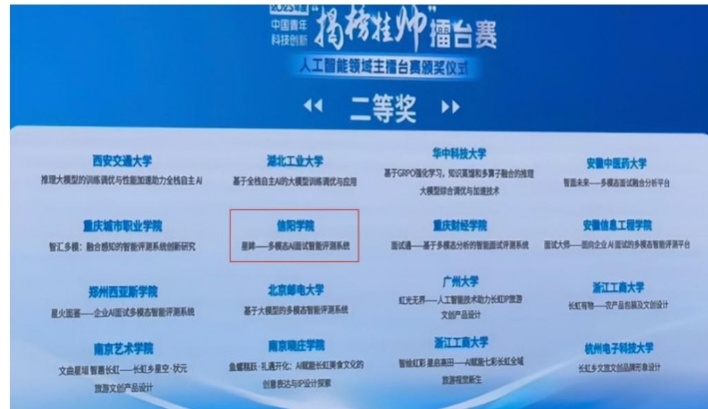 2025年度“
中国青年
科技创新
揭榜挂帅”擂台赛
人工智能领域主擂台赛颁奖仪式
二等奖
西安交通大学
推理大模型的训练调优与性能加速助力全栈自主AI
湖北工业大学
基于全栈自主AI的大模型训练调优与应用
华中科技大学
基于GRPO强化学习,知识蒸馏和多算子融合的推理
大模型综合调优与加速技术
安徽中医药大学
智面未来——多模态面试融合分析平台
重庆城市职业学院
智汇多模:融合感知的智能评测系统创新研究
信阳学院
星眸——多模态AI面试智能评测系统
重庆财经学院
面试通——基于多模态分析的智能面试评测系统
安徽信息工程学院
面试大师——面向企业AI面试的多模态智能评测平台
郑州西亚斯学院
星火面鉴——企业AI面试多模态智能评测系统
北京邮电大学
基于大模型的多模态智能评测系统
广州大学
虹光无界——人工智能技术助力长虹IP旅游
文创产品设计
浙江工商大学
长虹有物——农产品包装及文创设计
南京艺术学院
文曲星埴 智惠长虹——长虹乡星空·状元
旅游文创产品设计
南京晓庄学院
鱼螺糍跃·礼遇开化:AI赋能长虹美食文化的
创意表达与IP设计探索
浙江工商大学
智绘虹彩 星启高田——AI赋能七彩长虹全域
旅游视觉新生
杭州电子科技大学
长虹乡文旅文创品牌形象设计